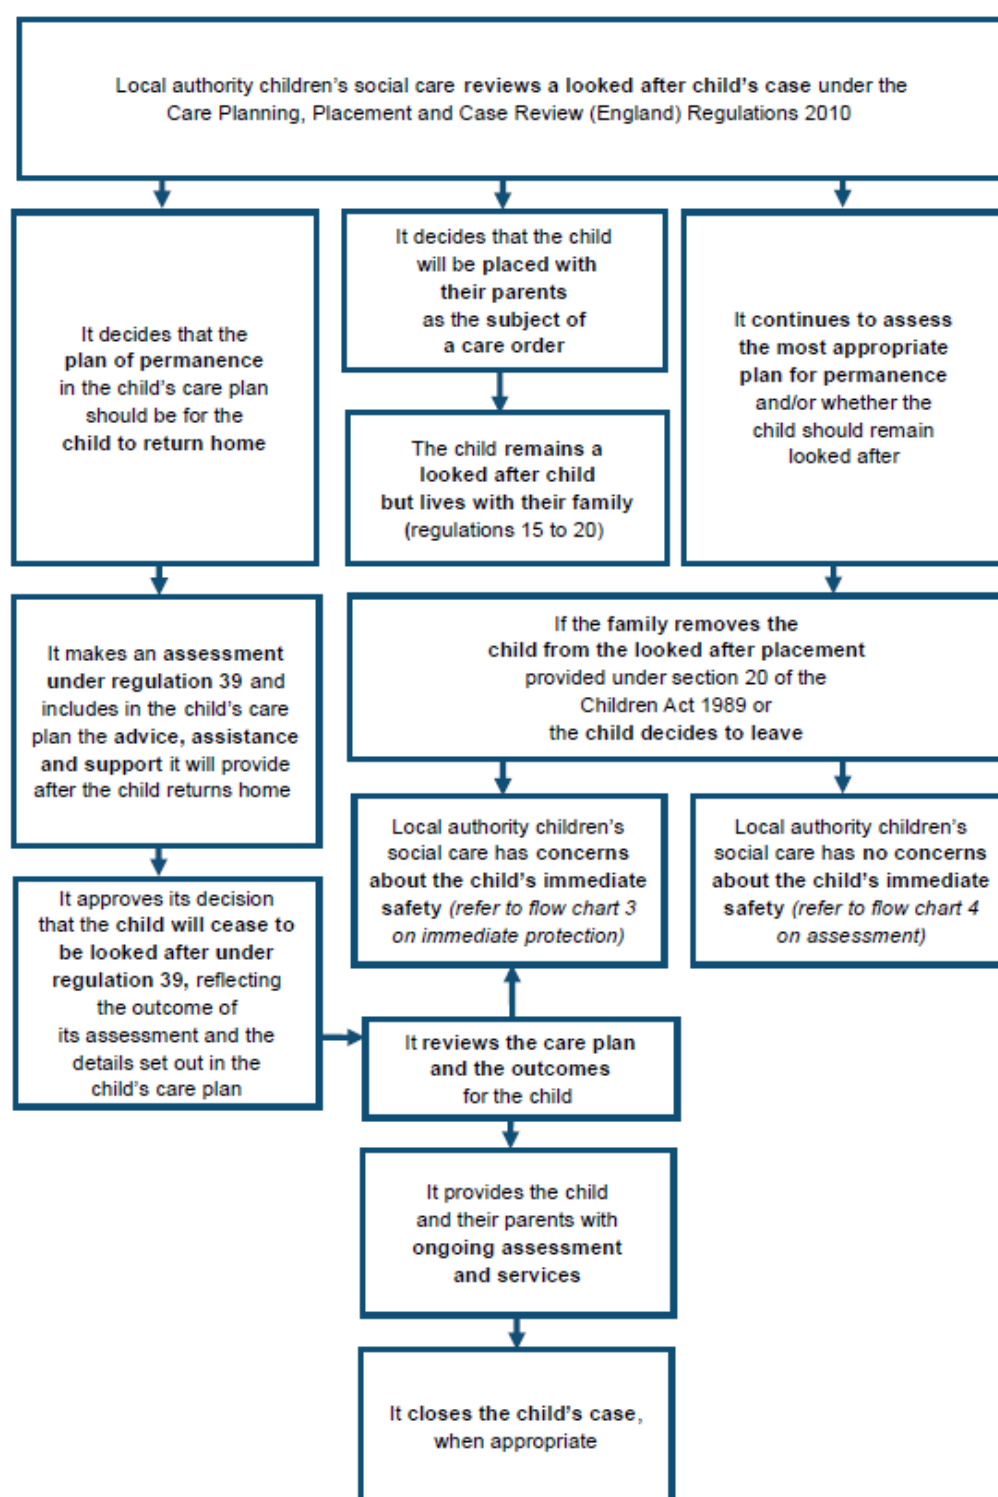 Local authority children's social care reviews a looked after child's case under the
Care Planning, Placement and Case Review (England) Regulations 2010
It decides that the
plan of permanence
in the child's care plan
should be for the
child to return home
It decides that the child
will be placed with
their parents
as the subject of
a care order
It continues to assess
the most appropriate
plan for permanence
and/or whether the
child should remain
looked after
The child remains a
looked after child
but lives with their family
(regulations 15 to 20)
It makes an assessment
under regulation 39 and
includes in the child's care
plan the advice, assistance
and support it will provide
after the child returns home
If the family removes the
child from the looked after placement
provided under section 20 of the
Children Act 1989 or
the child decides to leave
Local authority children's
social care has concerns
about the child's immediate
safety (refer to flow chart 3
on immediate protection)
Local authority children's
social care has no concerns
about the child's immediate
safety (refer to flow chart 4
on assessment)
It approves its decision
that the child will cease to
be looked after under
regulation 39, reflecting
the outcome of
its assessment and the
details set out in the
child's care plan
It reviews the care plan
and the outcomes
for the child
It provides the child
and their parents with
ongoing assessment
and services
It closes the child's case,
when appropriate